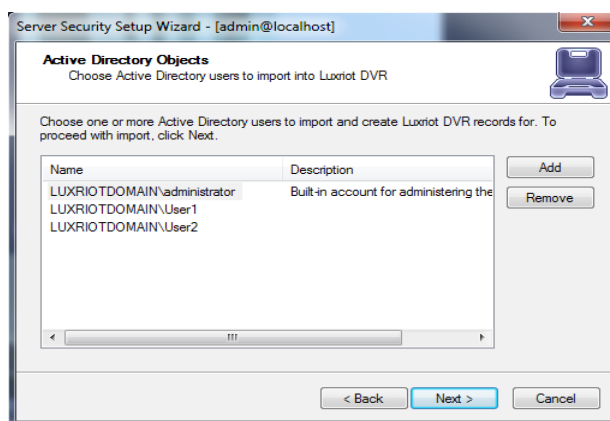 Server Security Setup Wizard - [admin@localhost]
Active Directory Objects
Choose Active Directory users to import into Luxriot DVR
Choose one or more Active Directory users to import and create Luxriot DVR records for. To
proceed with import, click Next.
Name Description
LUXRIOTDOMAIN\administrator Built-in account for administering the
LUXRIOTDOMAIN\User1
LUXRIOTDOMAIN\User2
Add
Remove
< Back Next > Cancel